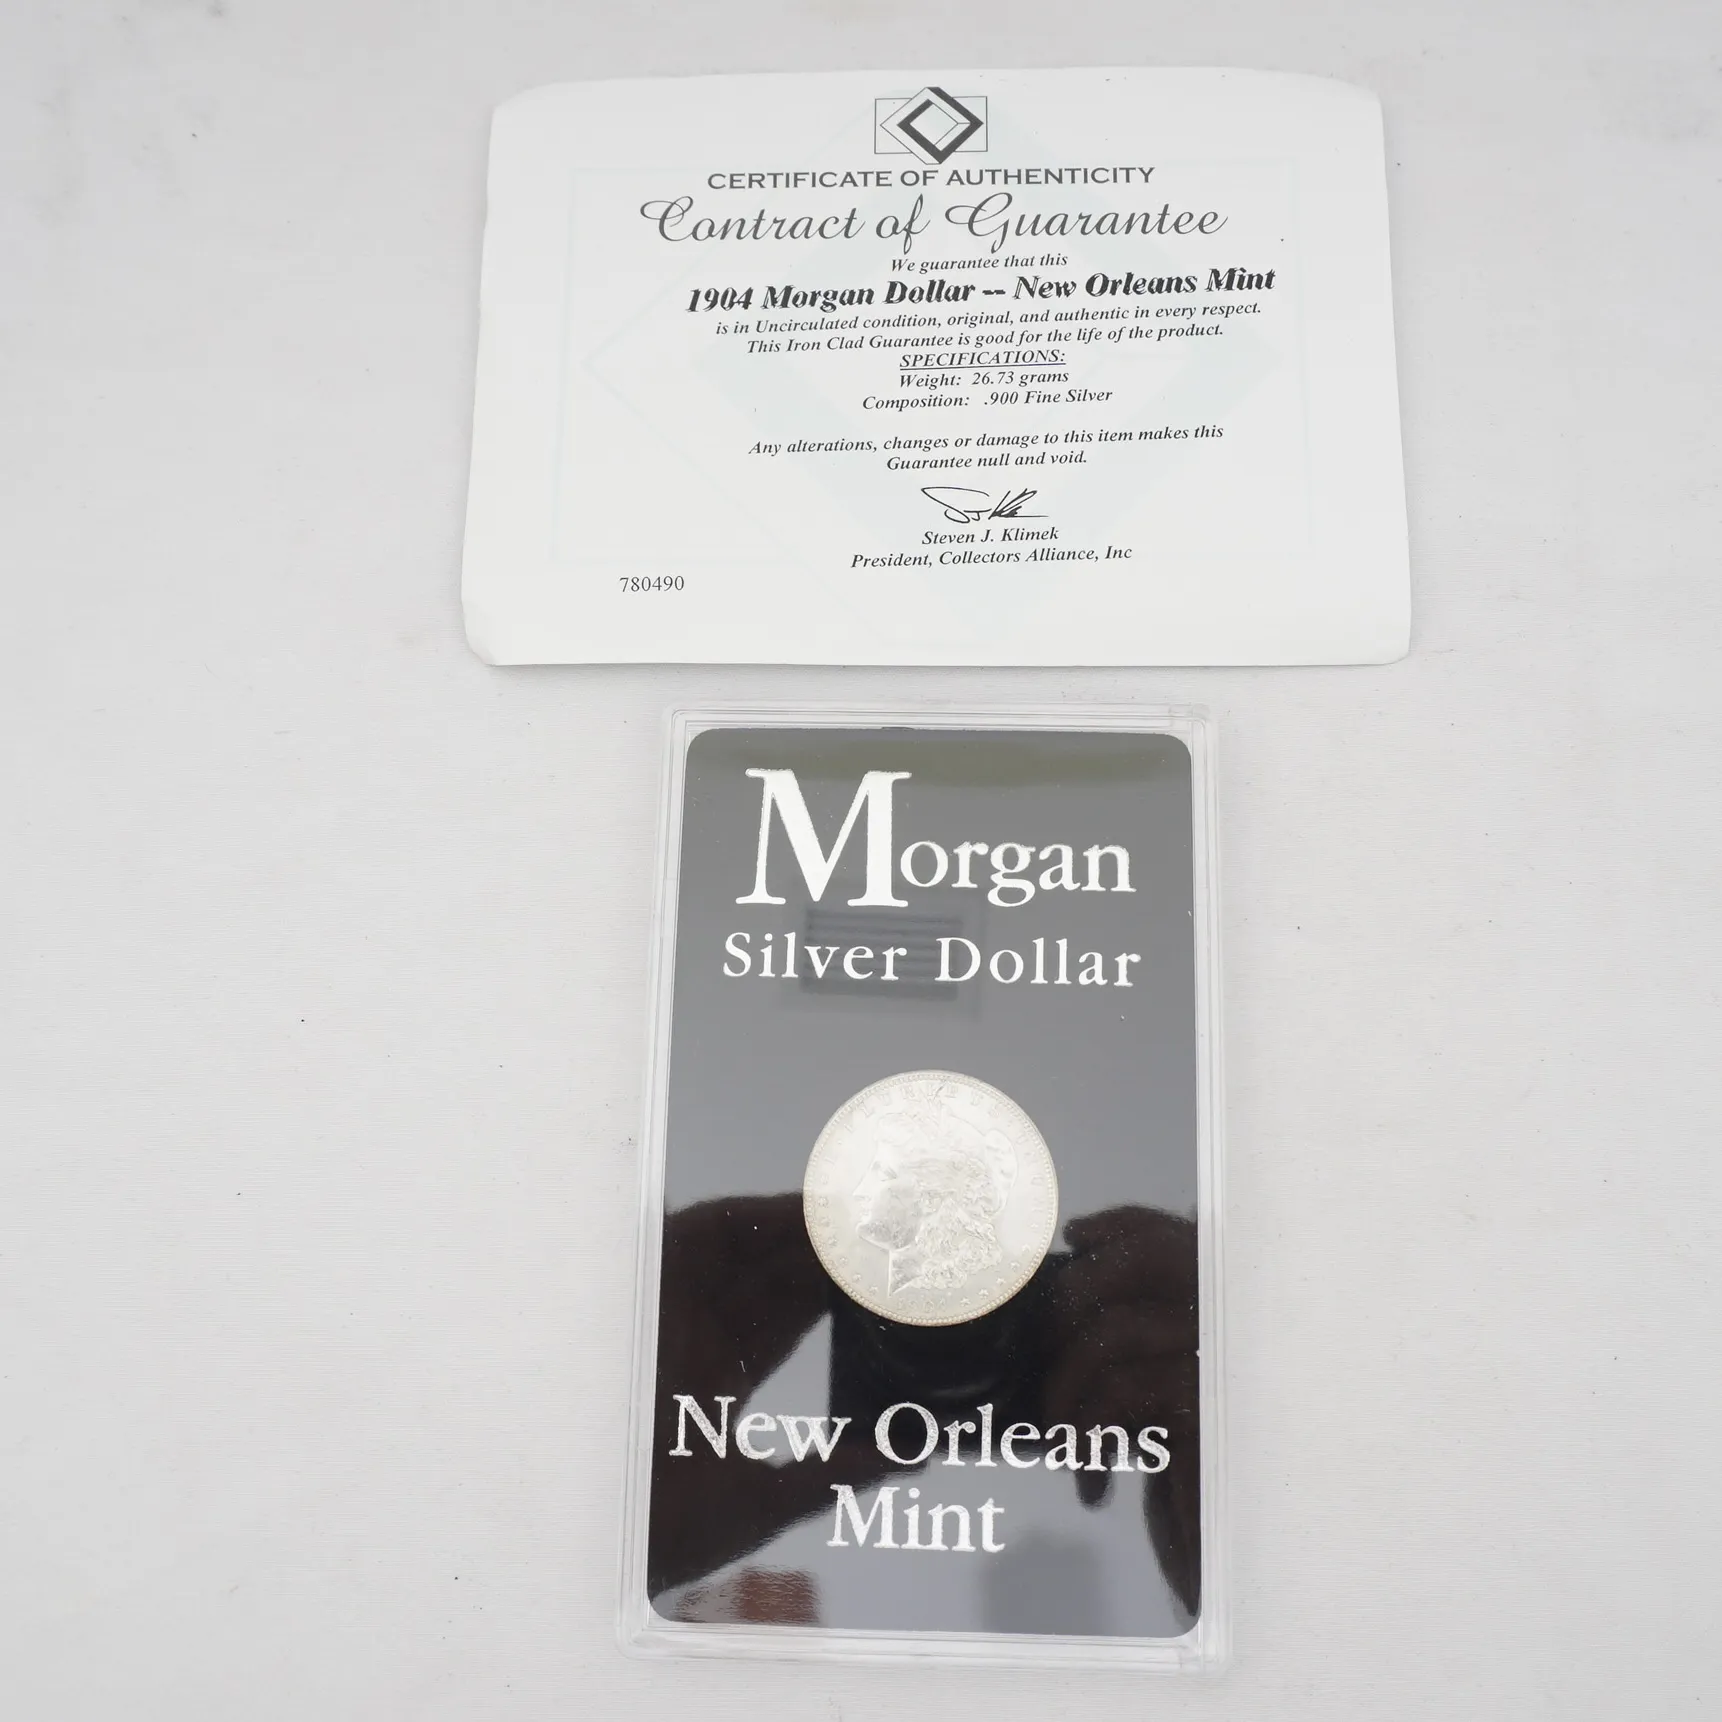 CERTIFICATE OF AUTHENTICITY
Contract of Guarantee
We guarantee that this
1904 Morgan Dollar -- New Orleans Mint
is in Uncirculated condition, original, and authentic in every respect.
This Iron Clad Guarantee is good for the life of the product.
SPECIFICATIONS:
Weight: 26.73 grams
Composition: .900 Fine Silver
Any alterations, changes or damage to this item makes this
Guarantee null and void.
Steven J. Klimek
President, Collectors Alliance, Inc
780490
Morgan
Silver Dollar
New Orleans
Mint